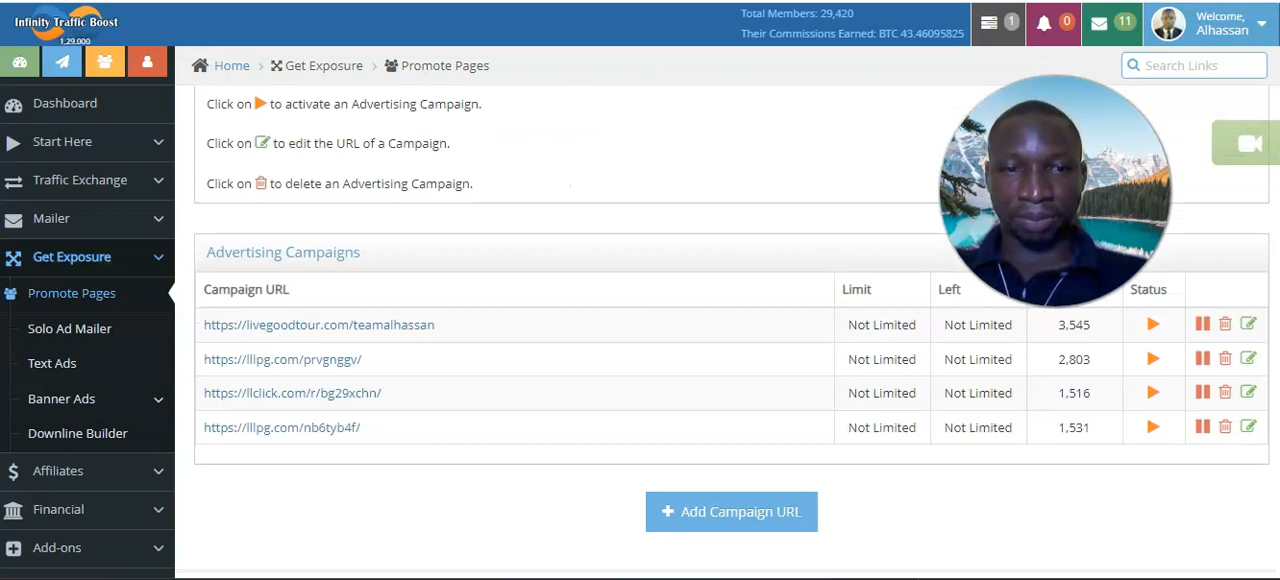 Infinity Traffic Boost
1.29.000
Total Members: 29,420
Their Commissions Earned: BTC 43.46095825
1
0
11
Welcome,
Alhassan
Home > Get Exposure > Promote Pages
Search Links
Dashboard
Start Here
Traffic Exchange
Mailer
Get Exposure
Promote Pages
Solo Ad Mailer
Text Ads
Banner Ads
Downline Builder
Affiliates
Financial
Add-ons
Click on to activate an Advertising Campaign.
Click on to edit the URL of a Campaign.
Click on to delete an Advertising Campaign.
Advertising Campaigns
Campaign URL Limit Left Status
https://livegoodtour.com/teamalhassan Not Limited Not Limited 3,545
https://lllpg.com/prvgnggv/ Not Limited Not Limited 2,803
https://llclick.com/r/bg29xchn/ Not Limited Not Limited 1,516
https://lllpg.com/nb6tyb4f/ Not Limited Not Limited 1,531
Add Campaign URL